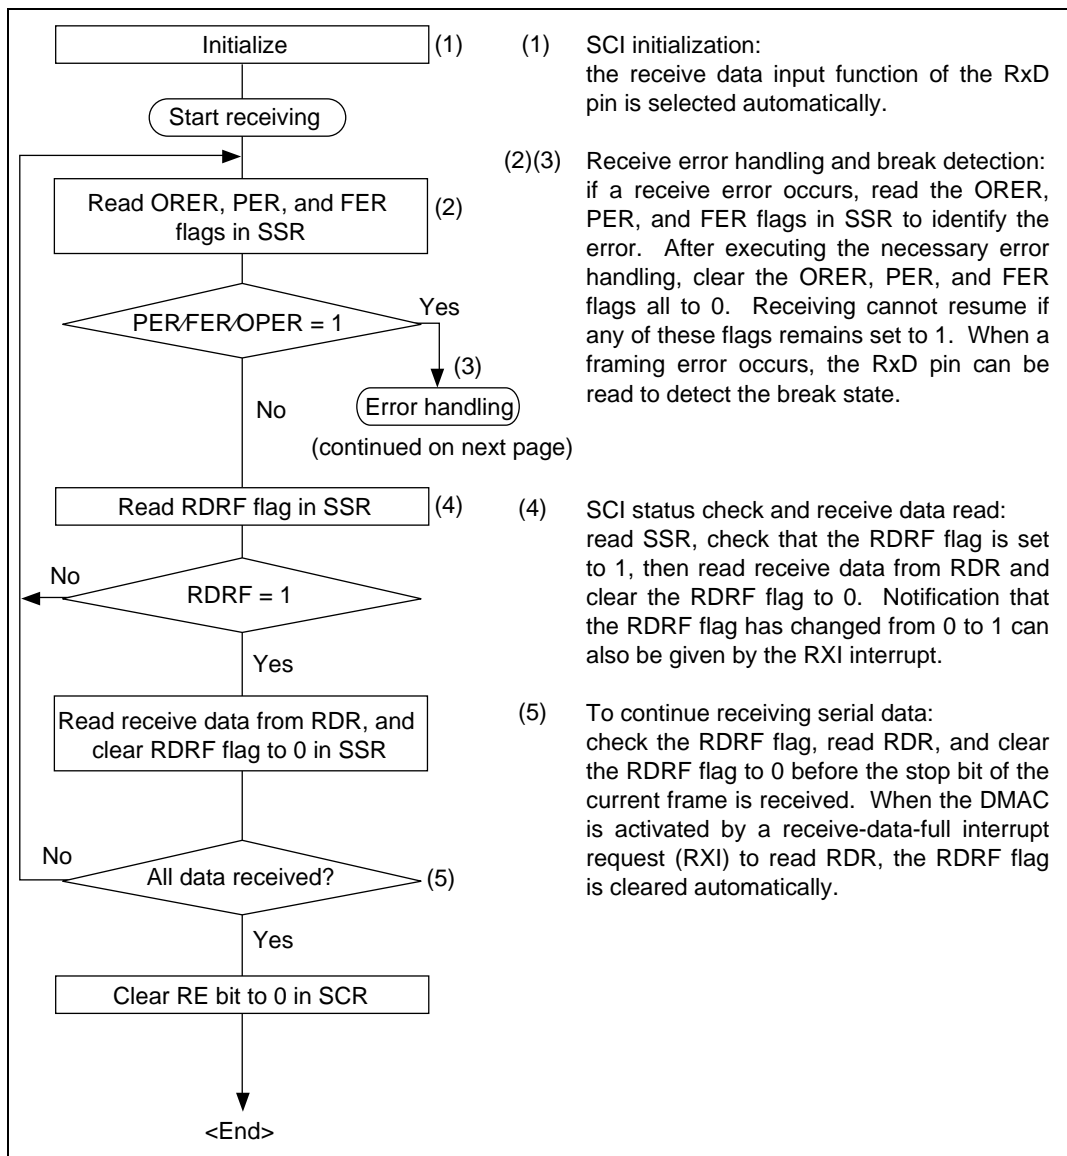 Initialize
(1)
Start receiving
Read ORER, PER, and FER
flags in SSR
(2)
PER/FER/OPER = 1
Yes
(3)
Error handling
(continued on next page)
No
Read RDRF flag in SSR
(4)
No
RDRF = 1
Yes
Read receive data from RDR, and
clear RDRF flag to 0 in SSR
No
All data received?
(5)
Yes
Clear RE bit to 0 in SCR
<End>
(1) SCI initialization:
the receive data input function of the RxD
pin is selected automatically.
(2)(3) Receive error handling and break detection:
if a receive error occurs, read the ORER,
PER, and FER flags in SSR to identify the
error. After executing the necessary error
handling, clear the ORER, PER, and FER
flags all to 0. Receiving cannot resume if
any of these flags remains set to 1. When a
framing error occurs, the RxD pin can be
read to detect the break state.
(4) SCI status check and receive data read:
read SSR, check that the RDRF flag is set
to 1, then read receive data from RDR and
clear the RDRF flag to 0. Notification that
the RDRF flag has changed from 0 to 1 can
also be given by the RXI interrupt.
(5) To continue receiving serial data:
check the RDRF flag, read RDR, and clear
the RDRF flag to 0 before the stop bit of the
current frame is received. When the DMAC
is activated by a receive-data-full interrupt
request (RXI) to read RDR, the RDRF flag
is cleared automatically.